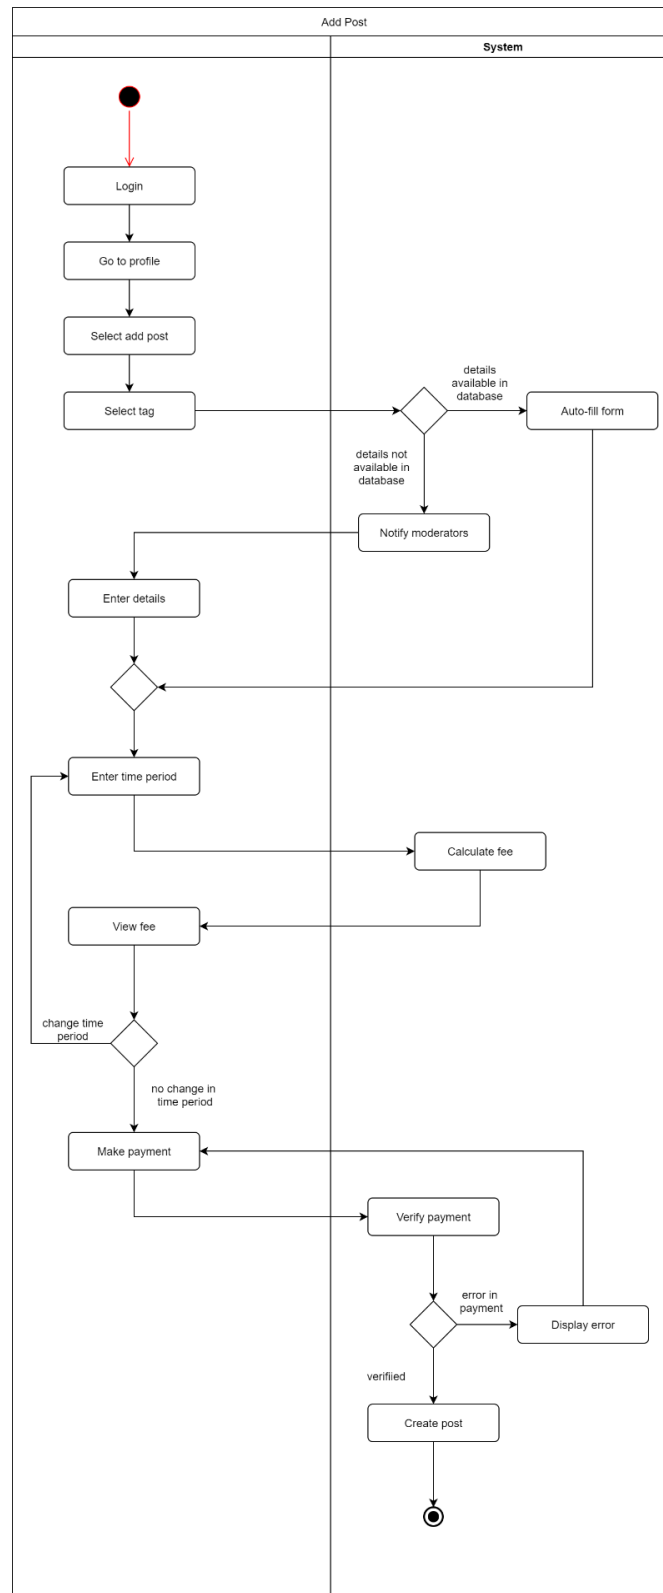 Add Post
System
Login
Go to profile
Select add post
Select tag
details
available in
database
Auto-fill form
details not
available in
database
Notify moderators
Enter details
Enter time period
Calculate fee
View fee
change time
period
no change in
time period
Make payment
Verify payment
error in
payment
Display error
verifiied
Create post